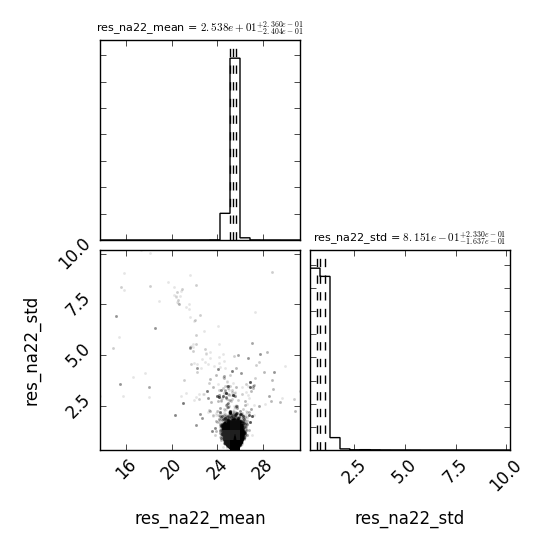 res_na22_mean = 2.538e+01 +2.360e−01 −2.404e−01
res_na22_std = 8.151e−01 +2.330e−01 −1.637e−01
10.0
7.5
5.0
2.5
res_na22_std
16 20 24 28
2.5 5.0 7.5 10.0
res_na22_mean
res_na22_std